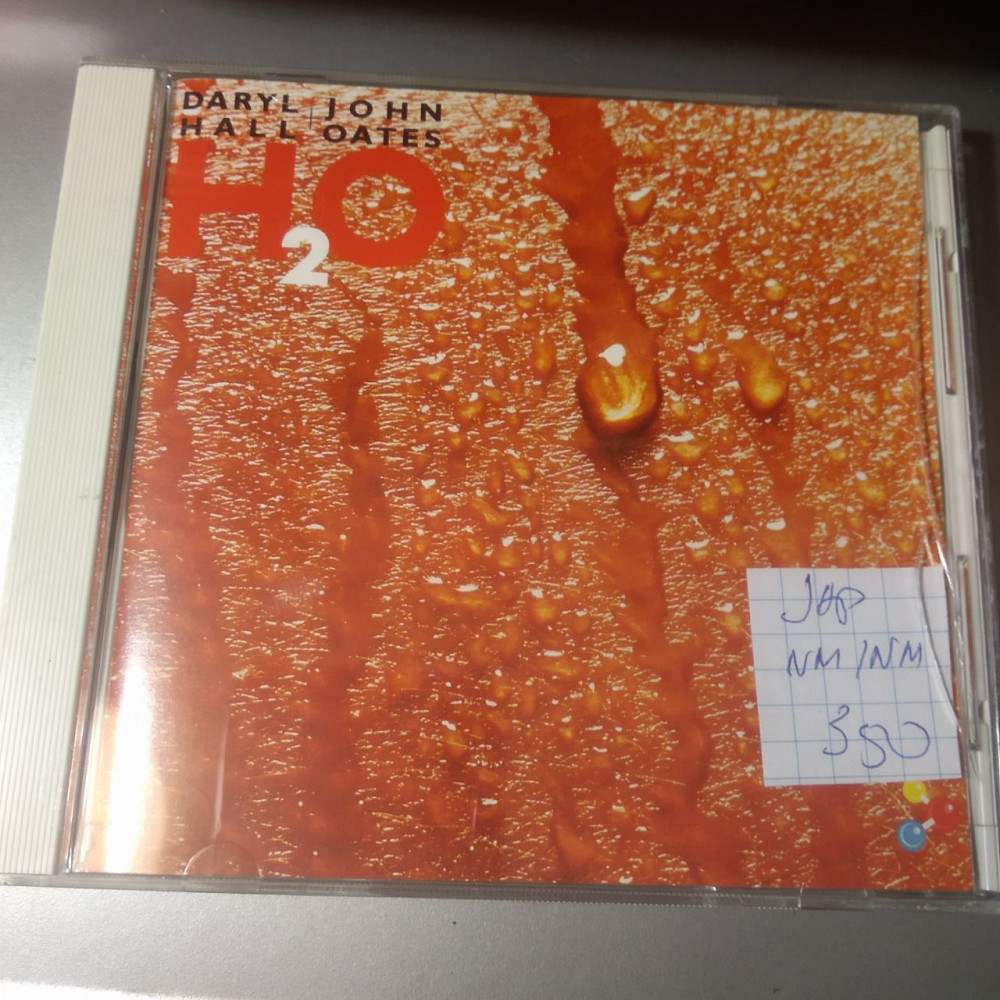 DARYL JOHN
HALL OATES
H2O
Jap
NM/NM
350